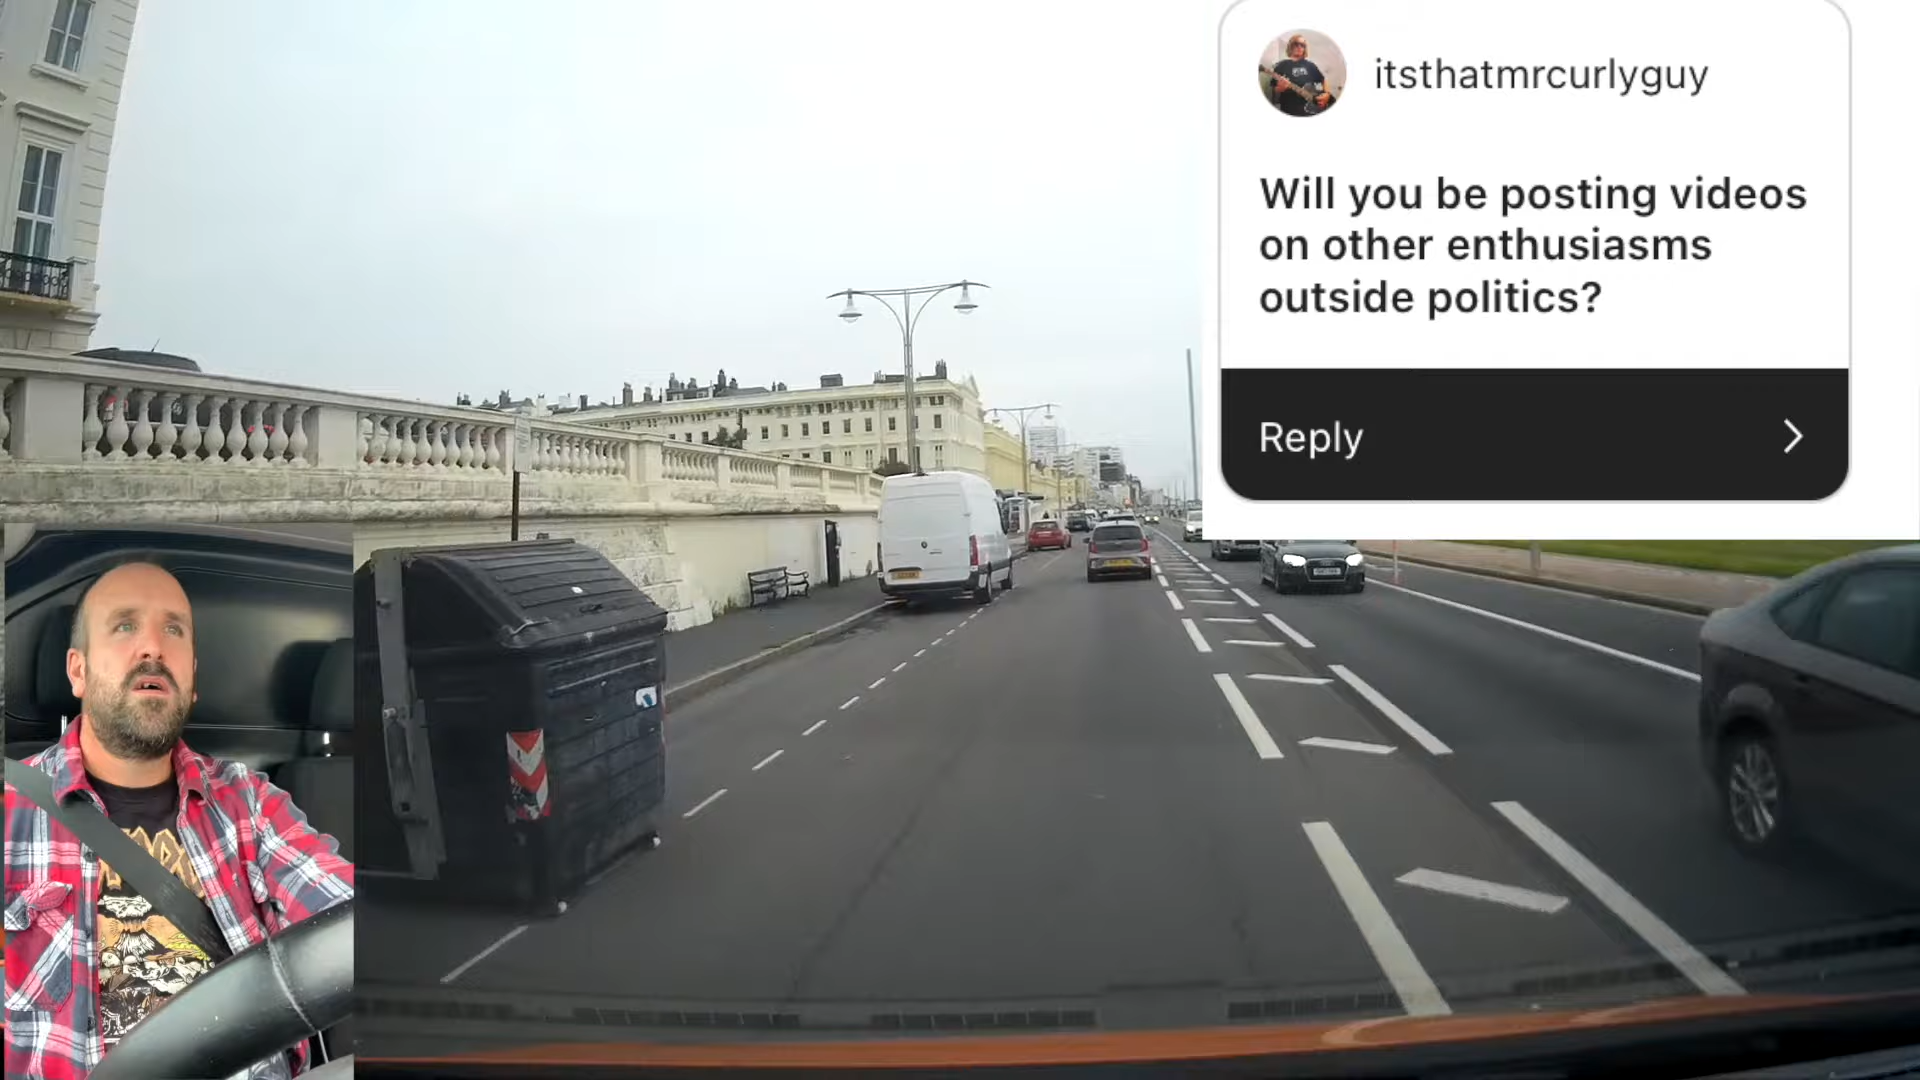 itsthatmrcurlyguy
Will you be posting videos
on other enthusiasms
outside politics?
Reply